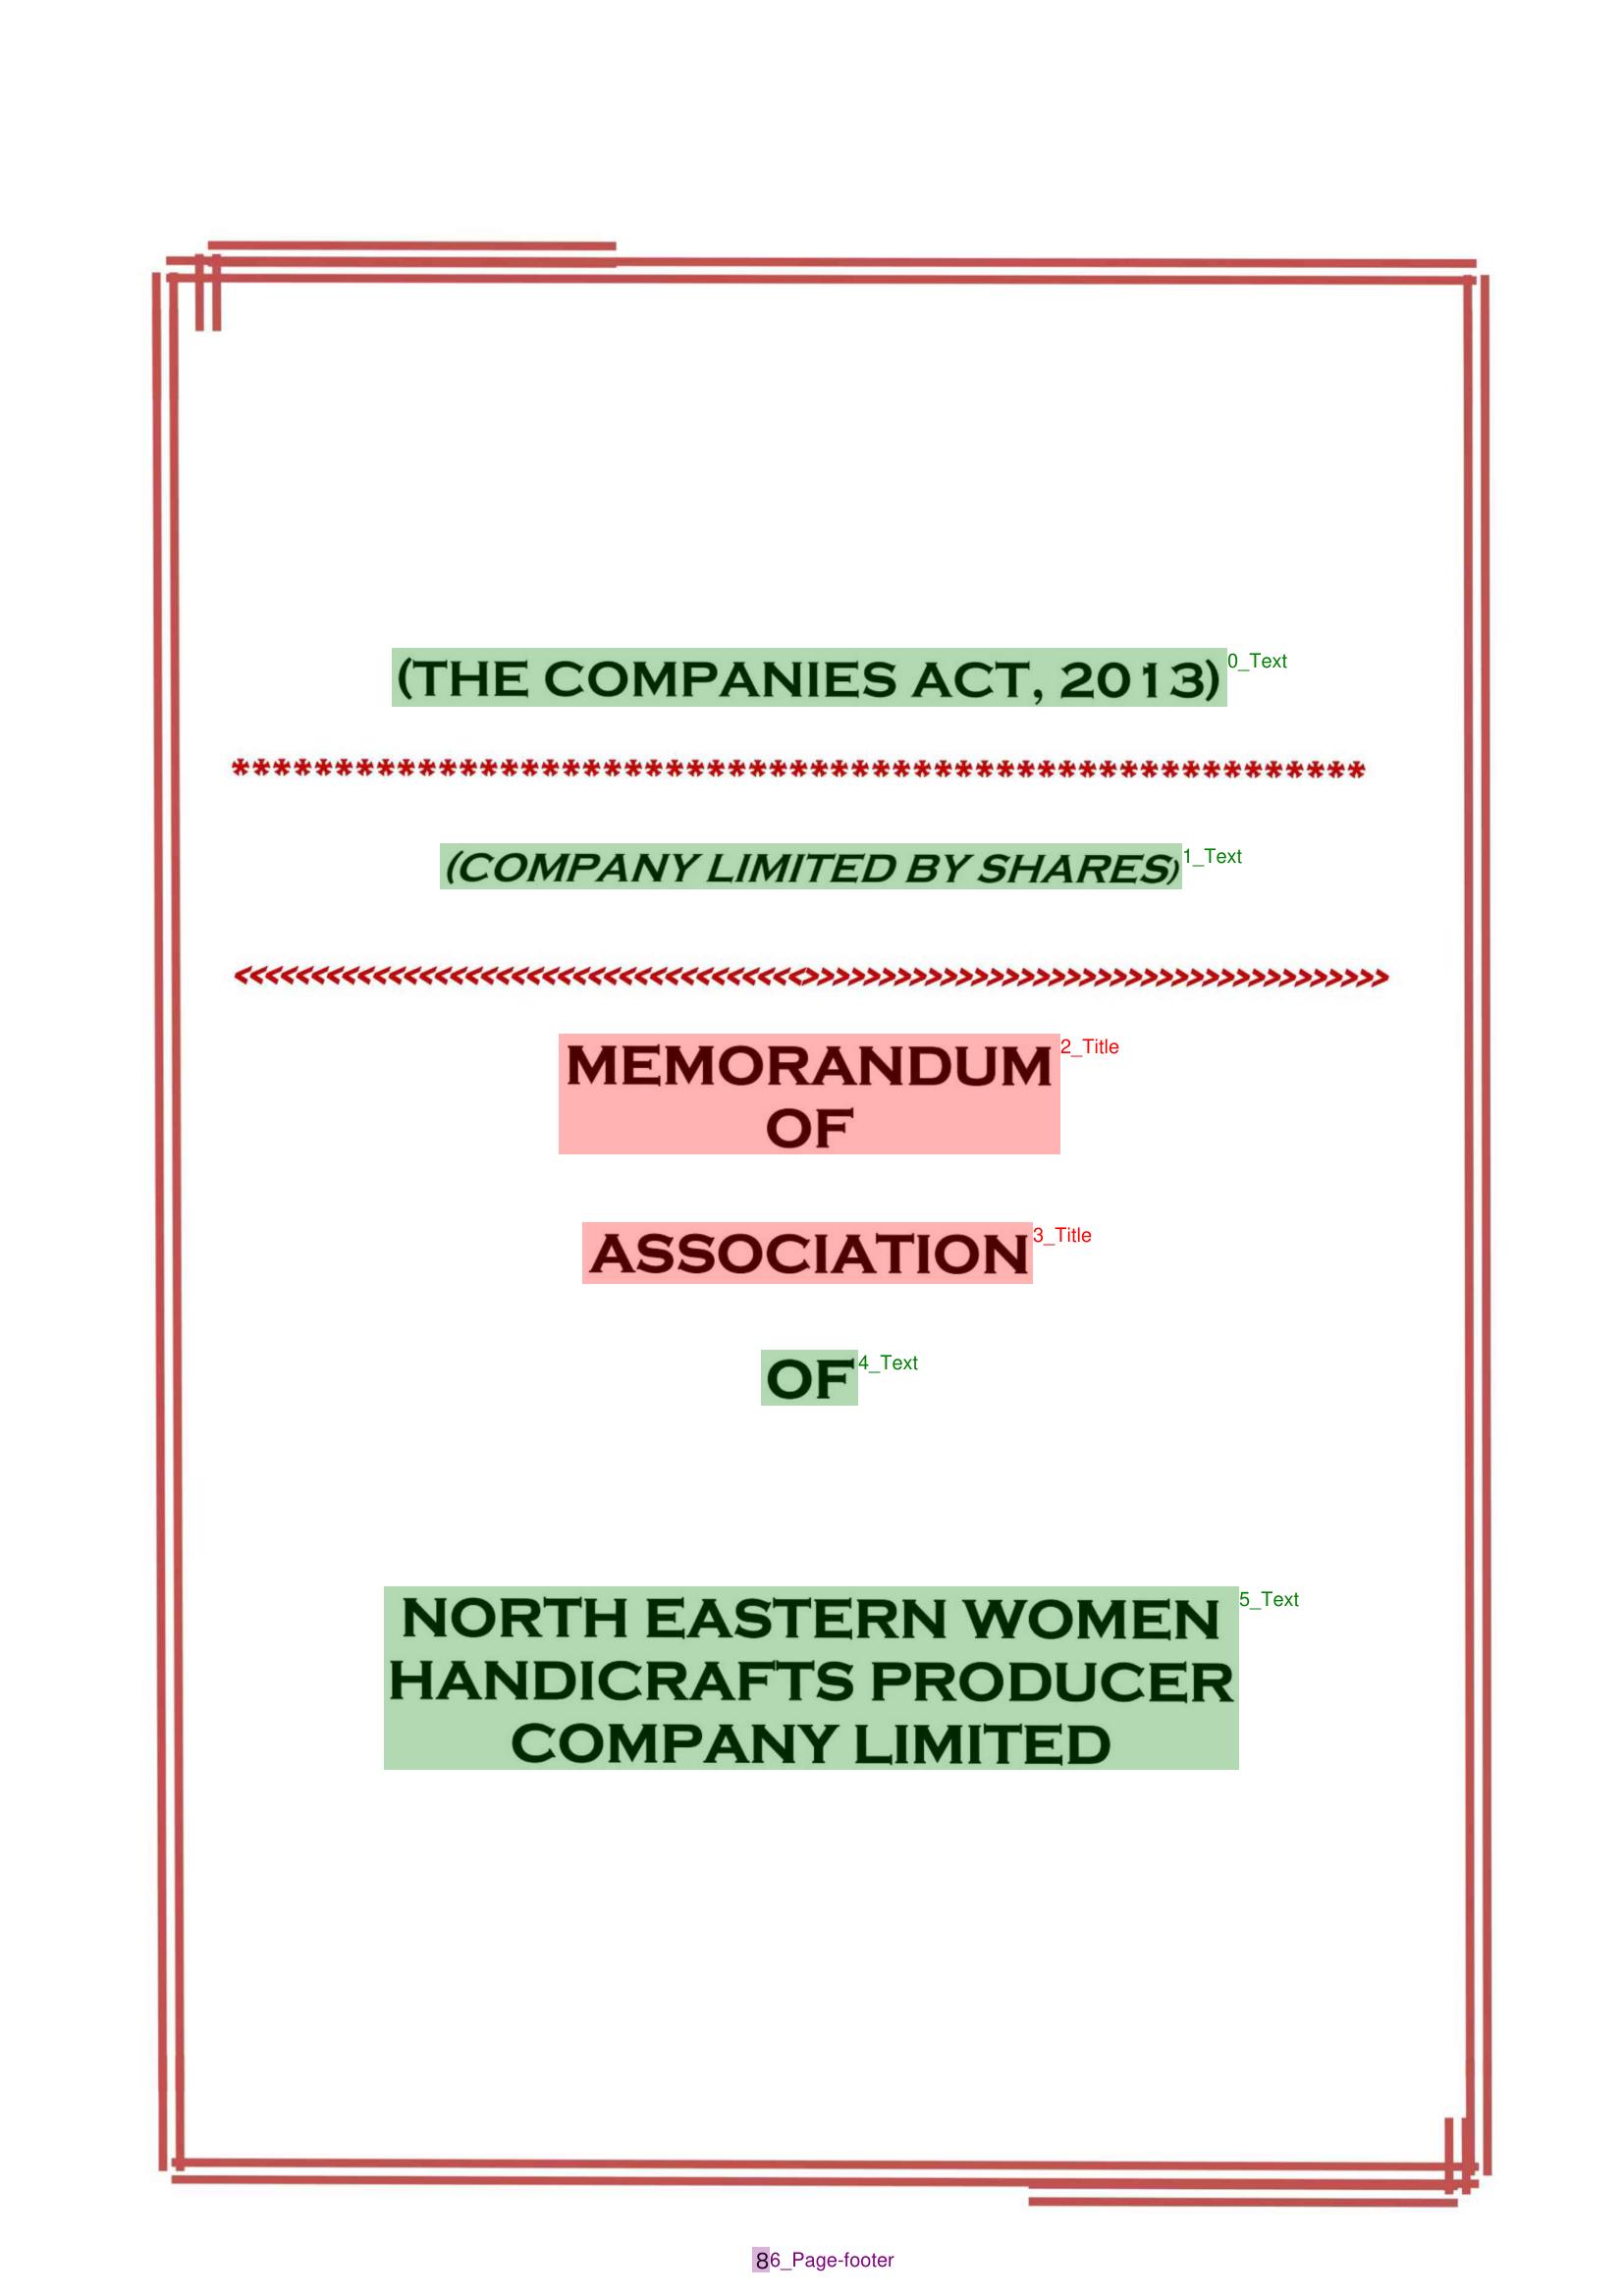 (THE COMPANIES ACT, 2013) 0_Text
*******************************************************
(COMPANY LIMITED BY SHARES) 1_Text
<<<<<<<<<<<<<<<<<<<<<<<<<<<<<<<<<<<<<>>>>>>>>>>>>>>>>>>>>>>>>>>>>>>>>>>>>>>
MEMORANDUM 2_Title
OF
ASSOCIATION 3_Title
OF 4_Text
NORTH EASTERN WOMEN 5_Text
HANDICRAFTS PRODUCER
COMPANY LIMITED
8 6_Page-footer